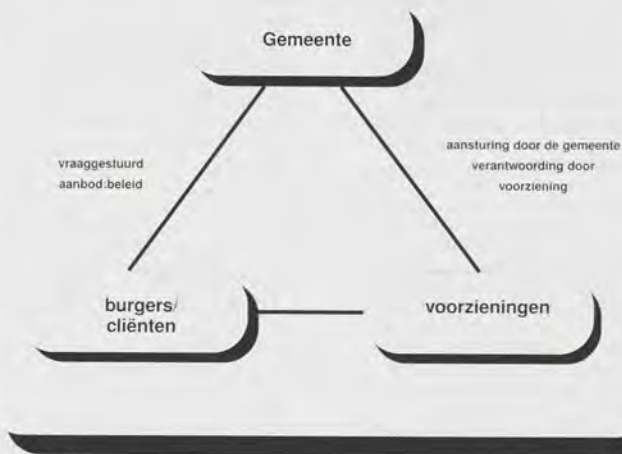 Gemeente
vraaggestuurd
aanbod:beleid
aansturing door de gemeente
verantwoording door
voorziening
burgers/
cliënten
voorzieningen